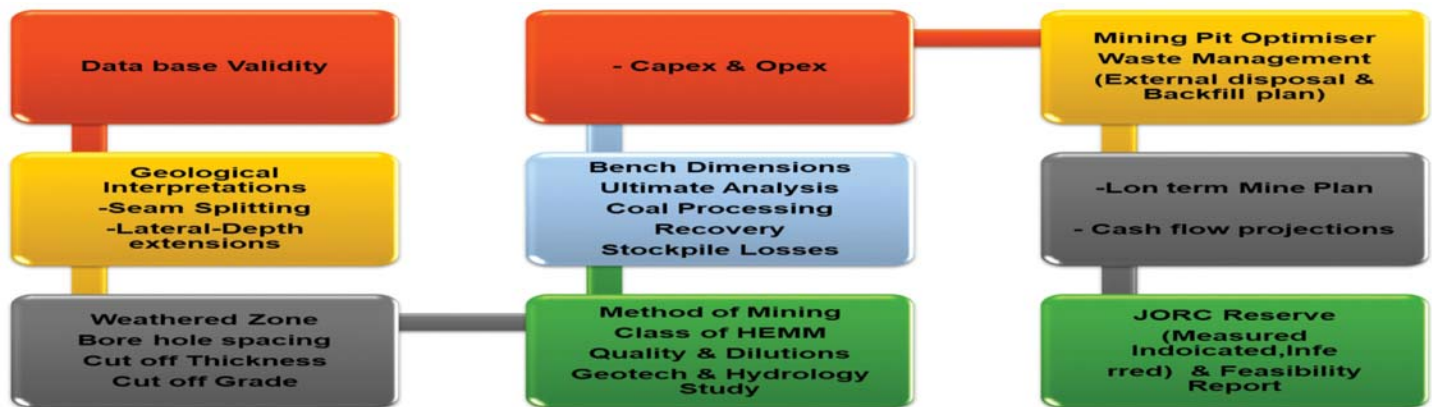 Data base Validity
Geological
Interpretations
-Seam Splitting
-Lateral-Depth
extensions
Weathered Zone
Bore hole spacing
Cut off Thickness
Cut off Grade
Method of Mining
Class of HEMM
Quality & Dilutions
Geotech & Hydrology
Study
Bench Dimensions
Ultimate Analysis
Coal Processing
Recovery
Stockpile Losses
- Capex & Opex
Mining Pit Optimiser
Waste Management
(External disposal &
Backfill plan)
-Lon term Mine Plan
- Cash flow projections
JORC Reserve
(Measured
Indoicated,Infe
rred) & Feasibility
Report